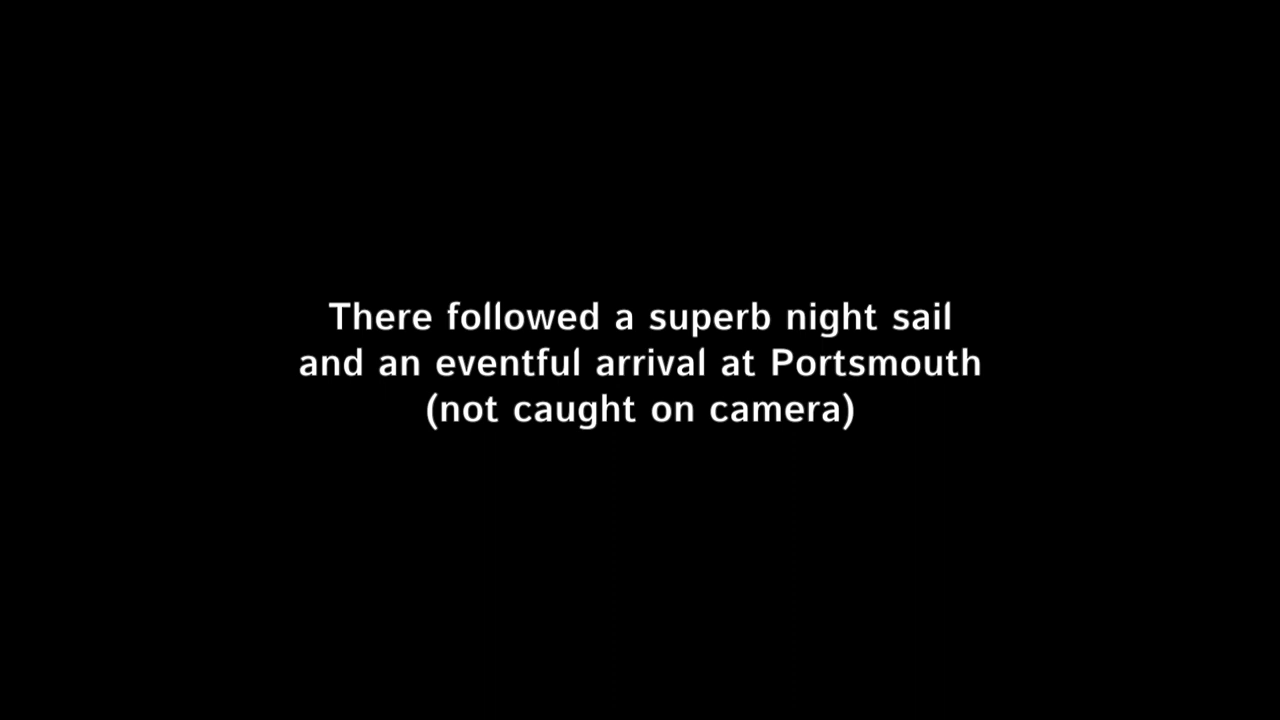 There followed a superb night sail
and an eventful arrival at Portsmouth
(not caught on camera)